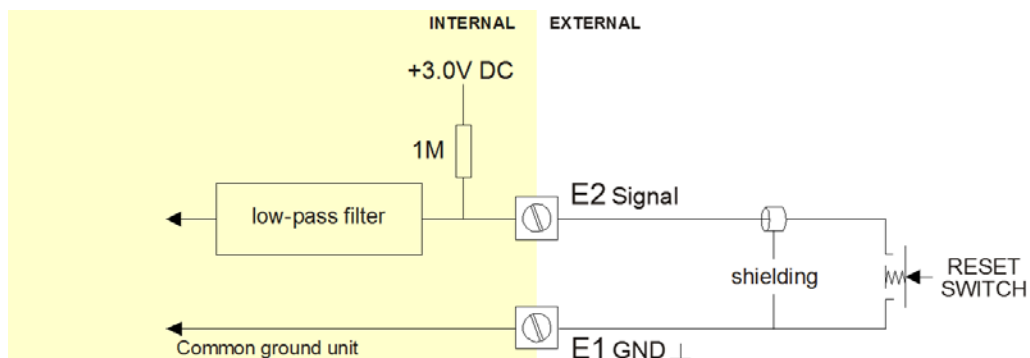 INTERNAL EXTERNAL
+3.0V DC
1M
E2 Signal
low-pass filter
shielding
RESET
SWITCH
Common ground unit
E1 GND ⊥